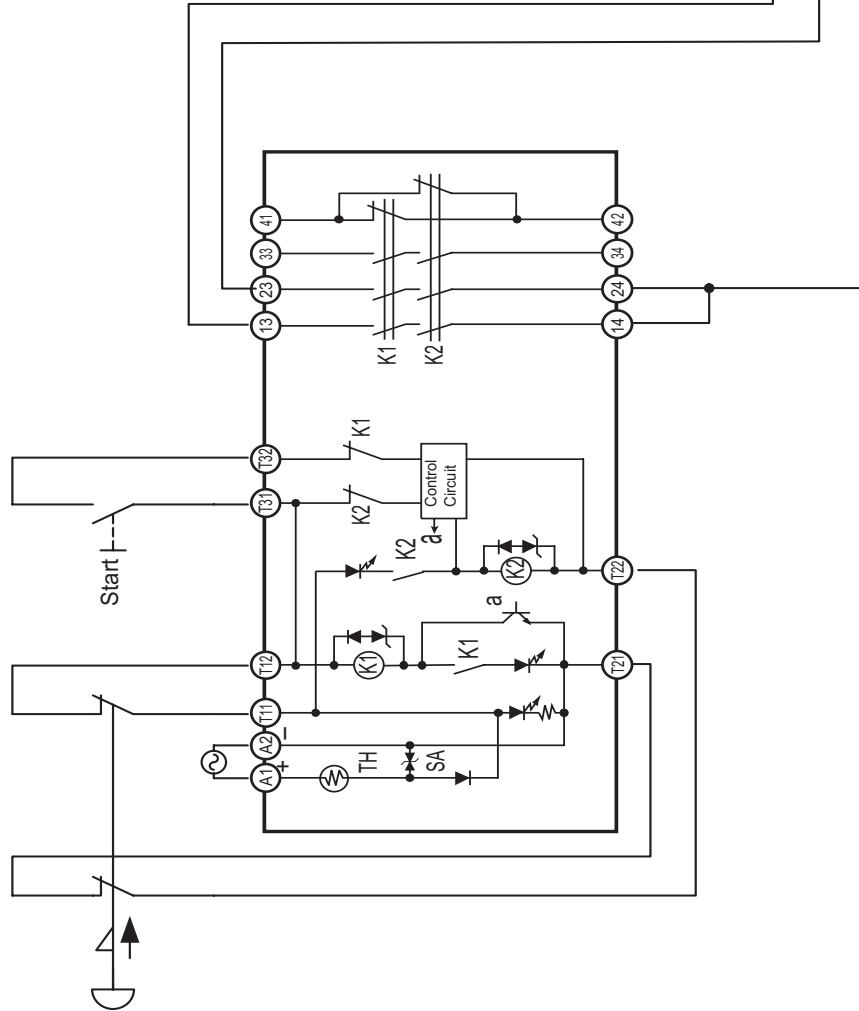 41
33
23
13
42
34
24
14
K1
K2
T32
T31
K1
K2
Control
Circuit
a
Start
K2
K2
T22
a
T12
K1
K1
T21
T11
A2
−
A1
+
TH
SA